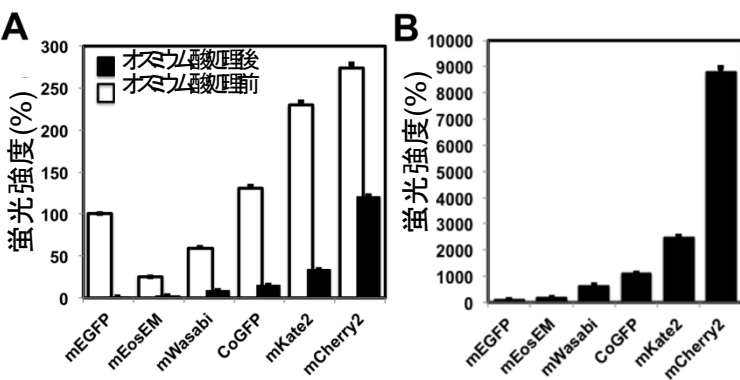 A
蛍光強度(%)
300
250
200
150
100
50
0
オスミウム酸処理後
オスミウム酸処理前
mEGFP
mEosEM
mWasabi
CoGFP
mKate2
mCherry2
B
蛍光強度(%)
10000
9000
8000
7000
6000
5000
4000
3000
2000
1000
0
mEGFP
mEosEM
mWasabi
CoGFP
mKate2
mCherry2